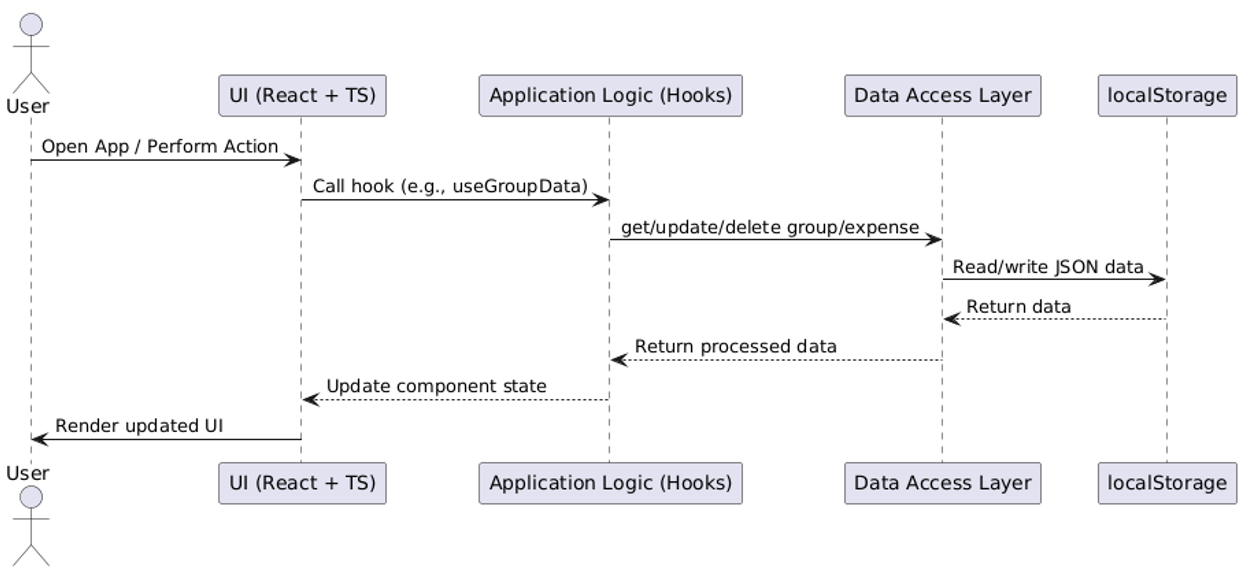 User
UI (React + TS)
Application Logic (Hooks)
Data Access Layer
localStorage
Open App / Perform Action
Call hook (e.g., useGroupData)
get/update/delete group/expense
Read/write JSON data
Return data
Return processed data
Update component state
Render updated UI
User
UI (React + TS)
Application Logic (Hooks)
Data Access Layer
localStorage